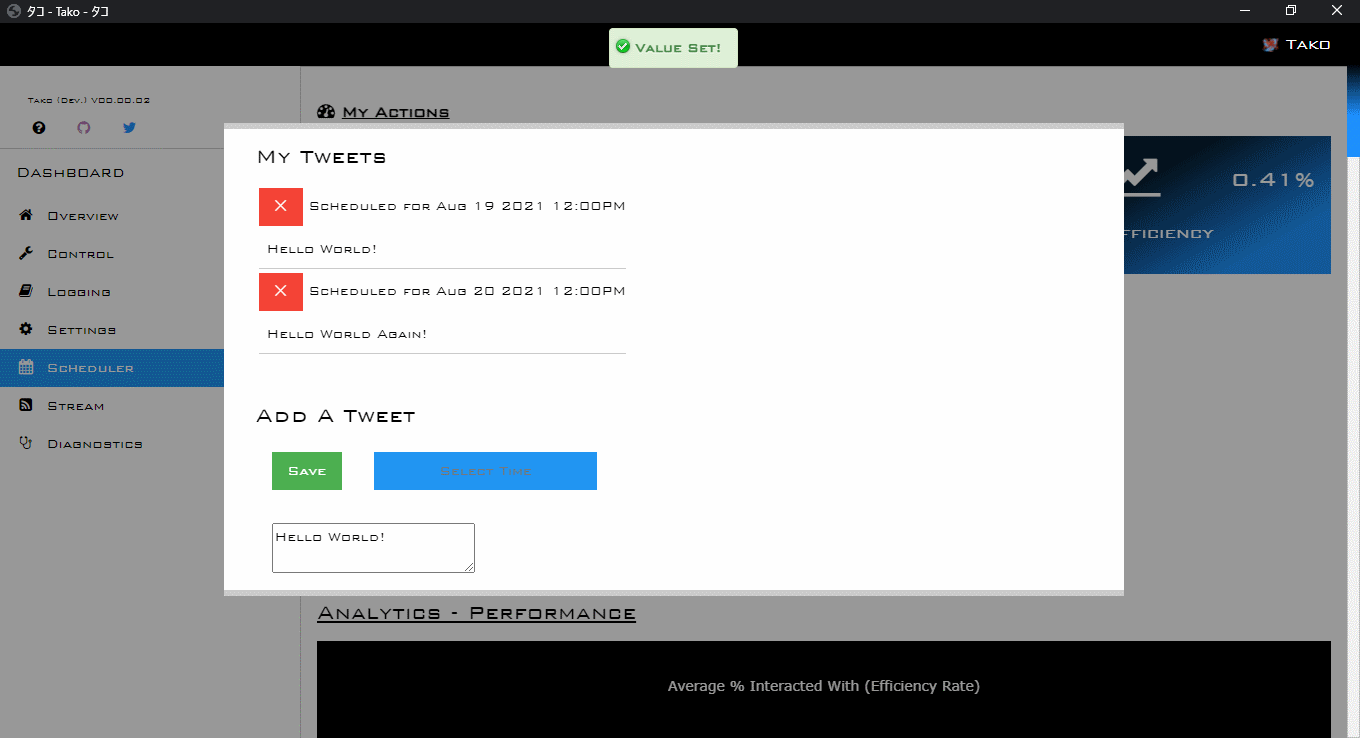 タコ - Tako - タコ
Value Set!
Tako
Tako (Dev.) V00.00.02
My Actions
Dashboard
Overview
Control
Logging
Settings
Scheduler
Stream
Diagnostics
My Tweets
Scheduled for Aug 19 2021 12:00PM
Hello World!
Scheduled for Aug 20 2021 12:00PM
Hello World Again!
Add A Tweet
Save
Select Time
Hello World!
0.41%
fficiency
Analytics - Performance
Average % Interacted With (Efficiency Rate)